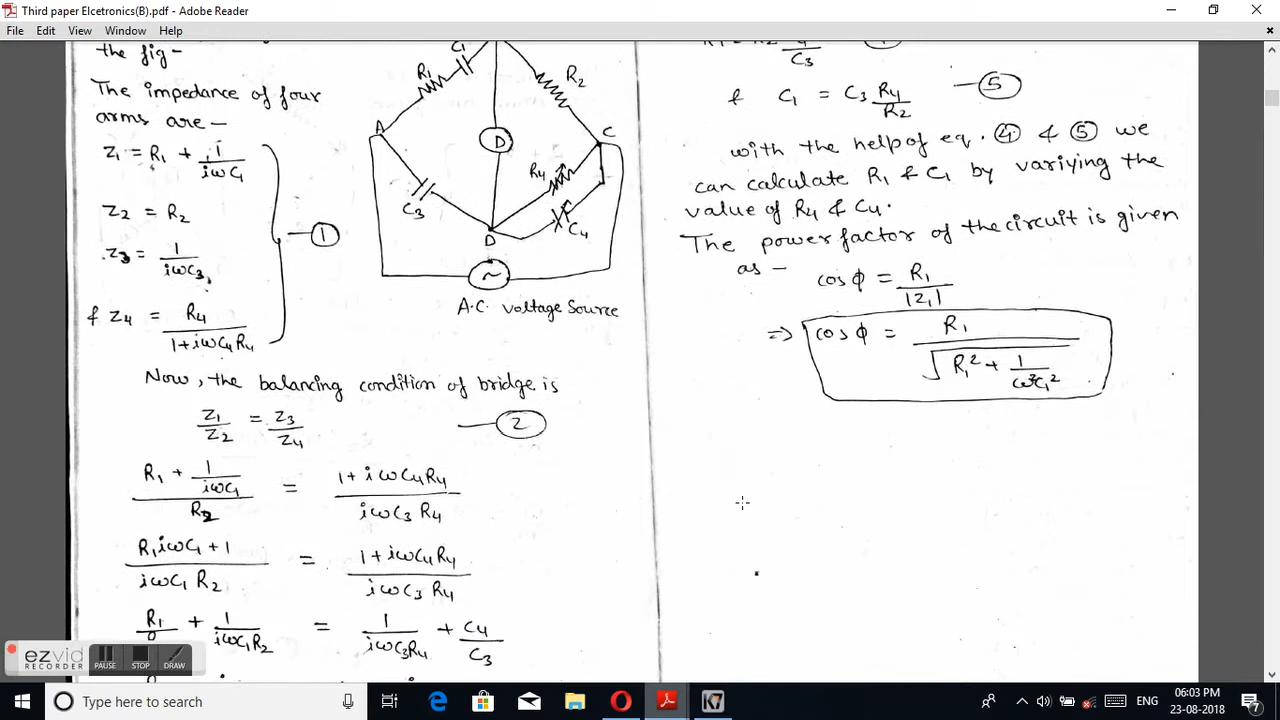 Third paper Elcetronics(B).pdf - Adobe Reader
File Edit View Window Help
the fig-
The impedance of four
arms are -
Z1 = R1 + 1/iωC1
Z2 = R2
Z3 = 1/iωC3,
& Z4 = R4/1+iωC4R4
1
C1
R1
R2
A
C
D
R4
C3
C4
D
~
A.C. voltage Source
Now, the balancing condition of bridge is
Z1/Z2 = Z3/Z4 — 2
R1 + 1/iωC1 / R2 = 1+iωC4R4 / iωC3R4
R1iωC1+1 / iωC1R2 = 1+iωC4R4 / iωC3R4
+ 1/iωC1R2 = 1/iωC3R4 + C4/C3
C3
& C1 = C3 R4/R2 — 5
with the help of eq. 4 & 5 we
can calculate R1 & C1 by variying the
value of R4 & C4.
The power factor of the circuit is given
as -
cosϕ = R1/|Z1|
⇒ cosϕ = R1/√R1² + 1/ω²C1²
ezvid
RECORDER
PAUSE
STOP
DRAW
Type here to search
ENG
06:03 PM
23-08-2018
7